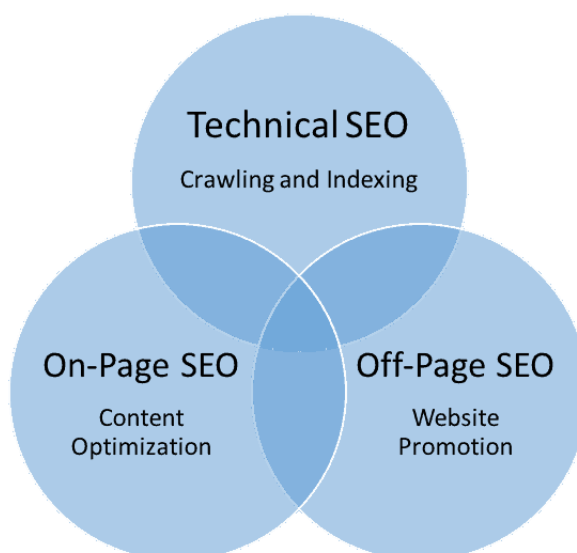 Technical SEO
Crawling and Indexing
On-Page SEO
Content
Optimization
Off-Page SEO
Website
Promotion